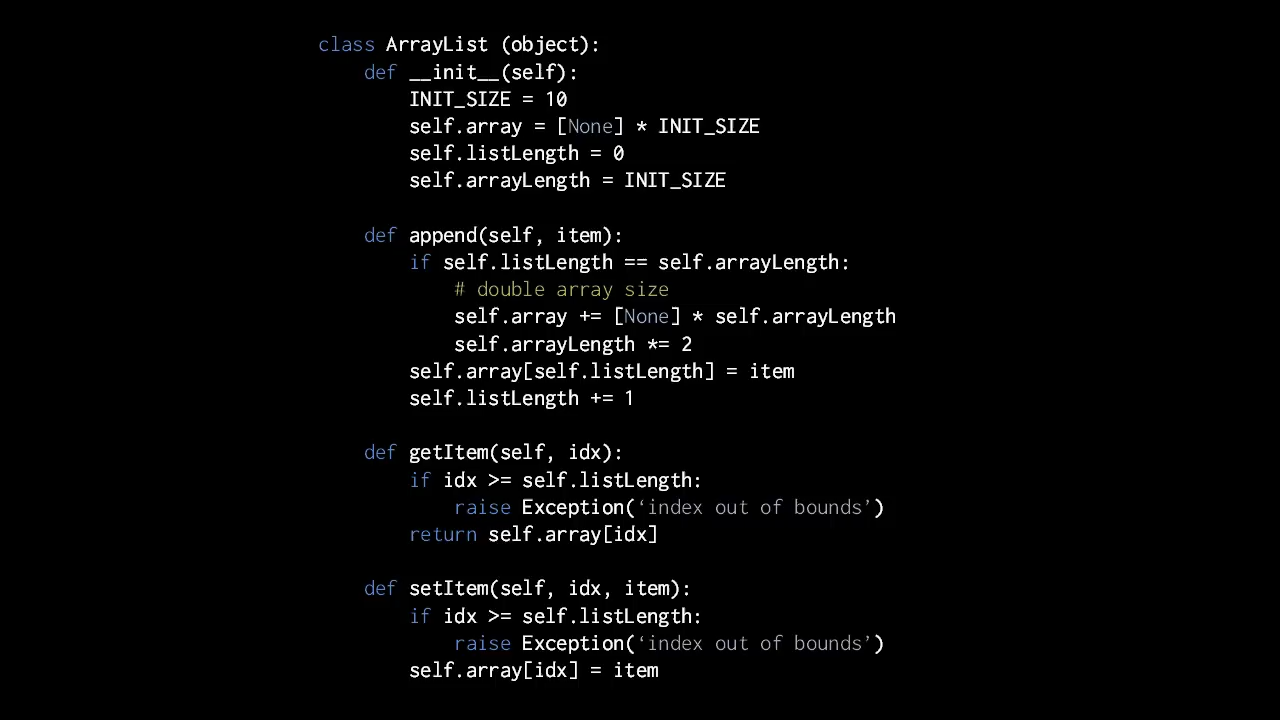 class ArrayList (object):
    def __init__(self):
        INIT_SIZE = 10
        self.array = [None] * INIT_SIZE
        self.listLength = 0
        self.arrayLength = INIT_SIZE

    def append(self, item):
        if self.listLength == self.arrayLength:
            # double array size
            self.array += [None] * self.arrayLength
            self.arrayLength *= 2
        self.array[self.listLength] = item
        self.listLength += 1

    def getItem(self, idx):
        if idx >= self.listLength:
            raise Exception(‘index out of bounds’)
        return self.array[idx]

    def setItem(self, idx, item):
        if idx >= self.listLength:
            raise Exception(‘index out of bounds’)
        self.array[idx] = item